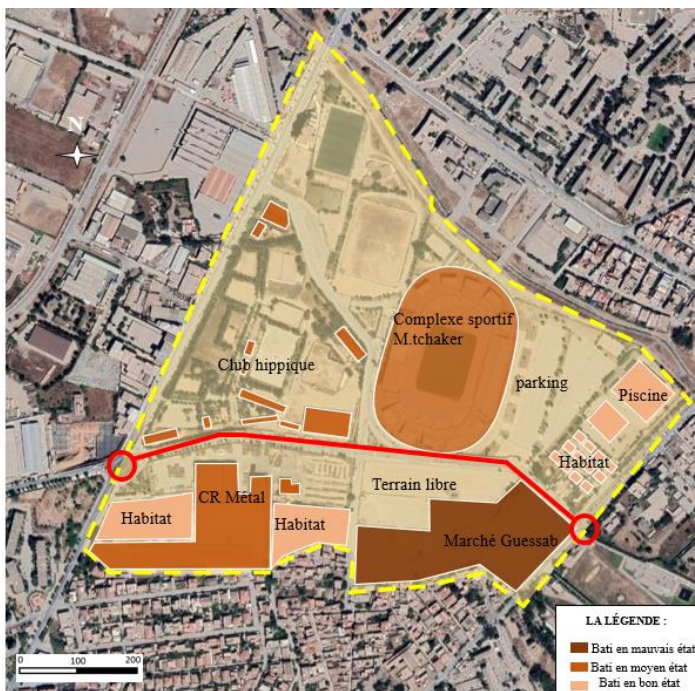 N
Complexe sportif
M.tchaker
Club hippique
parking
Piscine
Habitat
CR Métal
Terrain libre
Habitat
Habitat
Marché Guessab
0 100 200
LA LÉGENDE :
Bati en mauvais état
Bati en moyen état
Bati en bon état